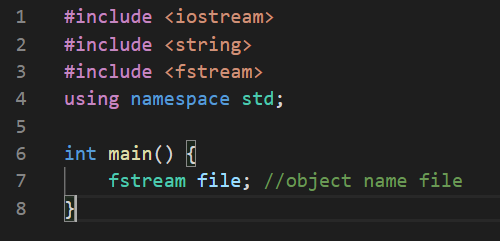 1 #include <iostream>
2 #include <string>
3 #include <fstream>
4 using namespace std;
5
6 int main() {
7     fstream file; //object name file
8 }